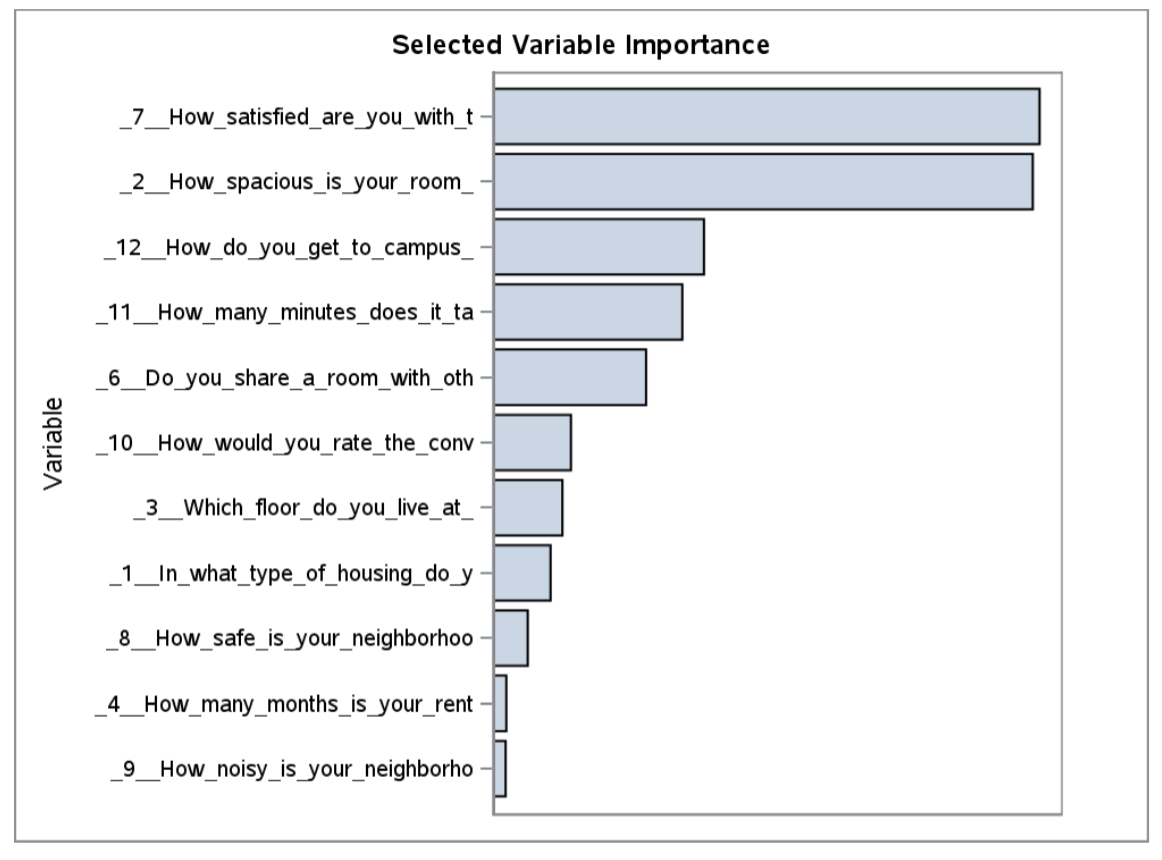 Selected Variable Importance
Variable
_7__How_satisfied_are_you_with_t
_2__How_spacious_is_your_room_
_12__How_do_you_get_to_campus_
_11__How_many_minutes_does_it_ta
_6__Do_you_share_a_room_with_oth
_10__How_would_you_rate_the_conv
_3__Which_floor_do_you_live_at_
_1__In_what_type_of_housing_do_y
_8__How_safe_is_your_neighborhoo
_4__How_many_months_is_your_rent
_9__How_noisy_is_your_neighborho